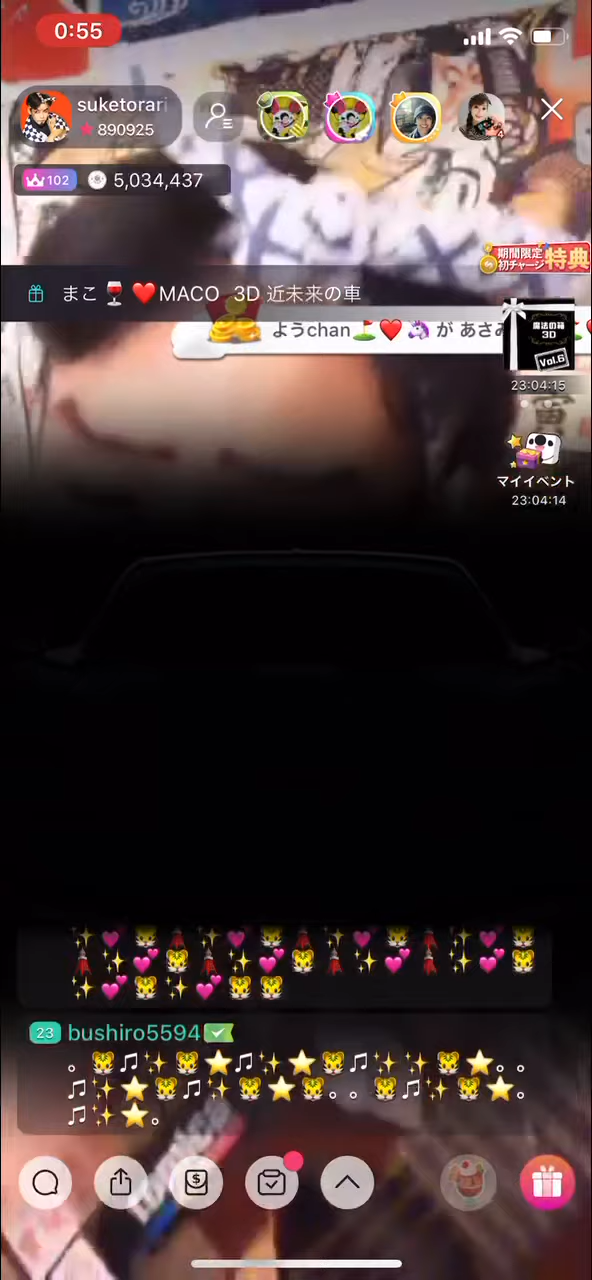 0:55
suketorari
890925
102
5,034,437
期間限定
初チャージ
特典
まこ🍷❤️MACO 3D 近未来の車
ようchan⛳❤️🦄 が あさみ
魔法の箱
3D
Vol.6
23:04:15
マイイベント
23:04:14
✨💗🐯🗼✨💗🐯🗼✨💗🐯🗼✨💗🐯
🗼✨💕🐯🗼✨💕🐯🗼✨💕🗼✨💕🐯
✨💕🐯✨💕🐯🐯
23 bushiro5594
。🐯🎵✨🐯⭐🎵✨⭐🐯🎵✨✨🐯⭐。。
🎵✨⭐🐯🎵✨🐯⭐🐯。。🐯🎵✨🐯⭐。
🎵✨⭐。